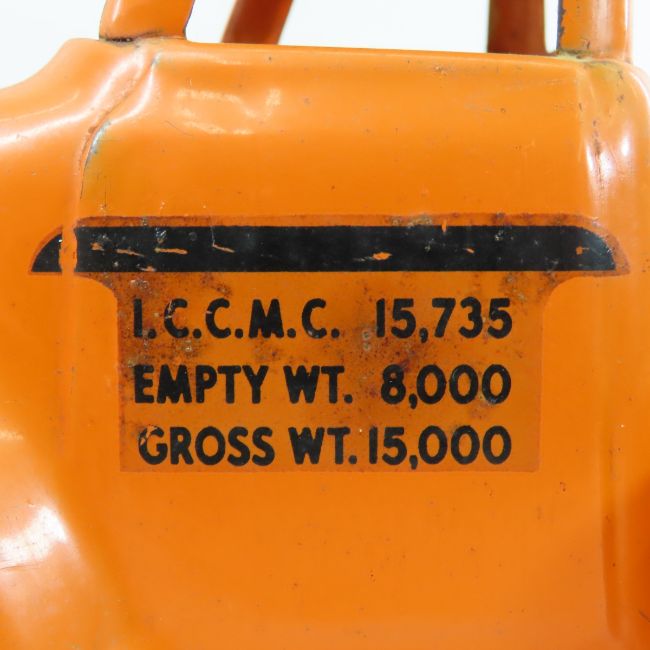 I.C.C.M.C. 15,735
EMPTY WT. 8,000
GROSS WT. 15,000